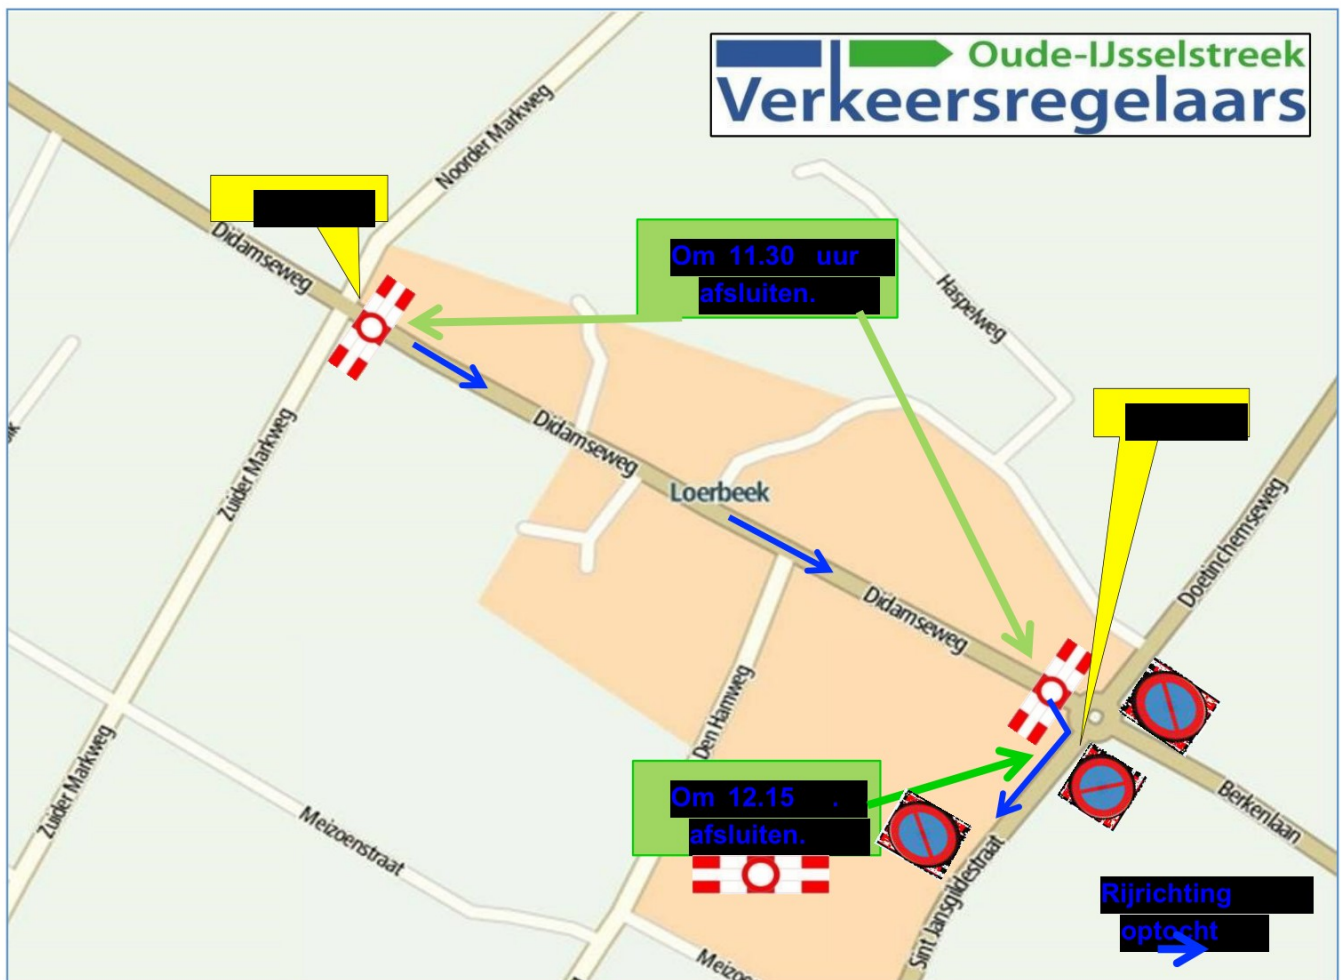 Oude-IJsselstreek
Verkeersregelaars
Noorder Markweg
Didamseweg
Om 11.30 uur
afsluiten.
Haspelweg
Zuider Markweg
Didamseweg
Loerbeek
Doetinchemseweg
Didamseweg
Den Hamweg
Zuider Markweg
Om 12.15 .
afsluiten.
Meizoenstraat
Berkenlaan
Sint Jansgildestraat
Rijrichting
optocht